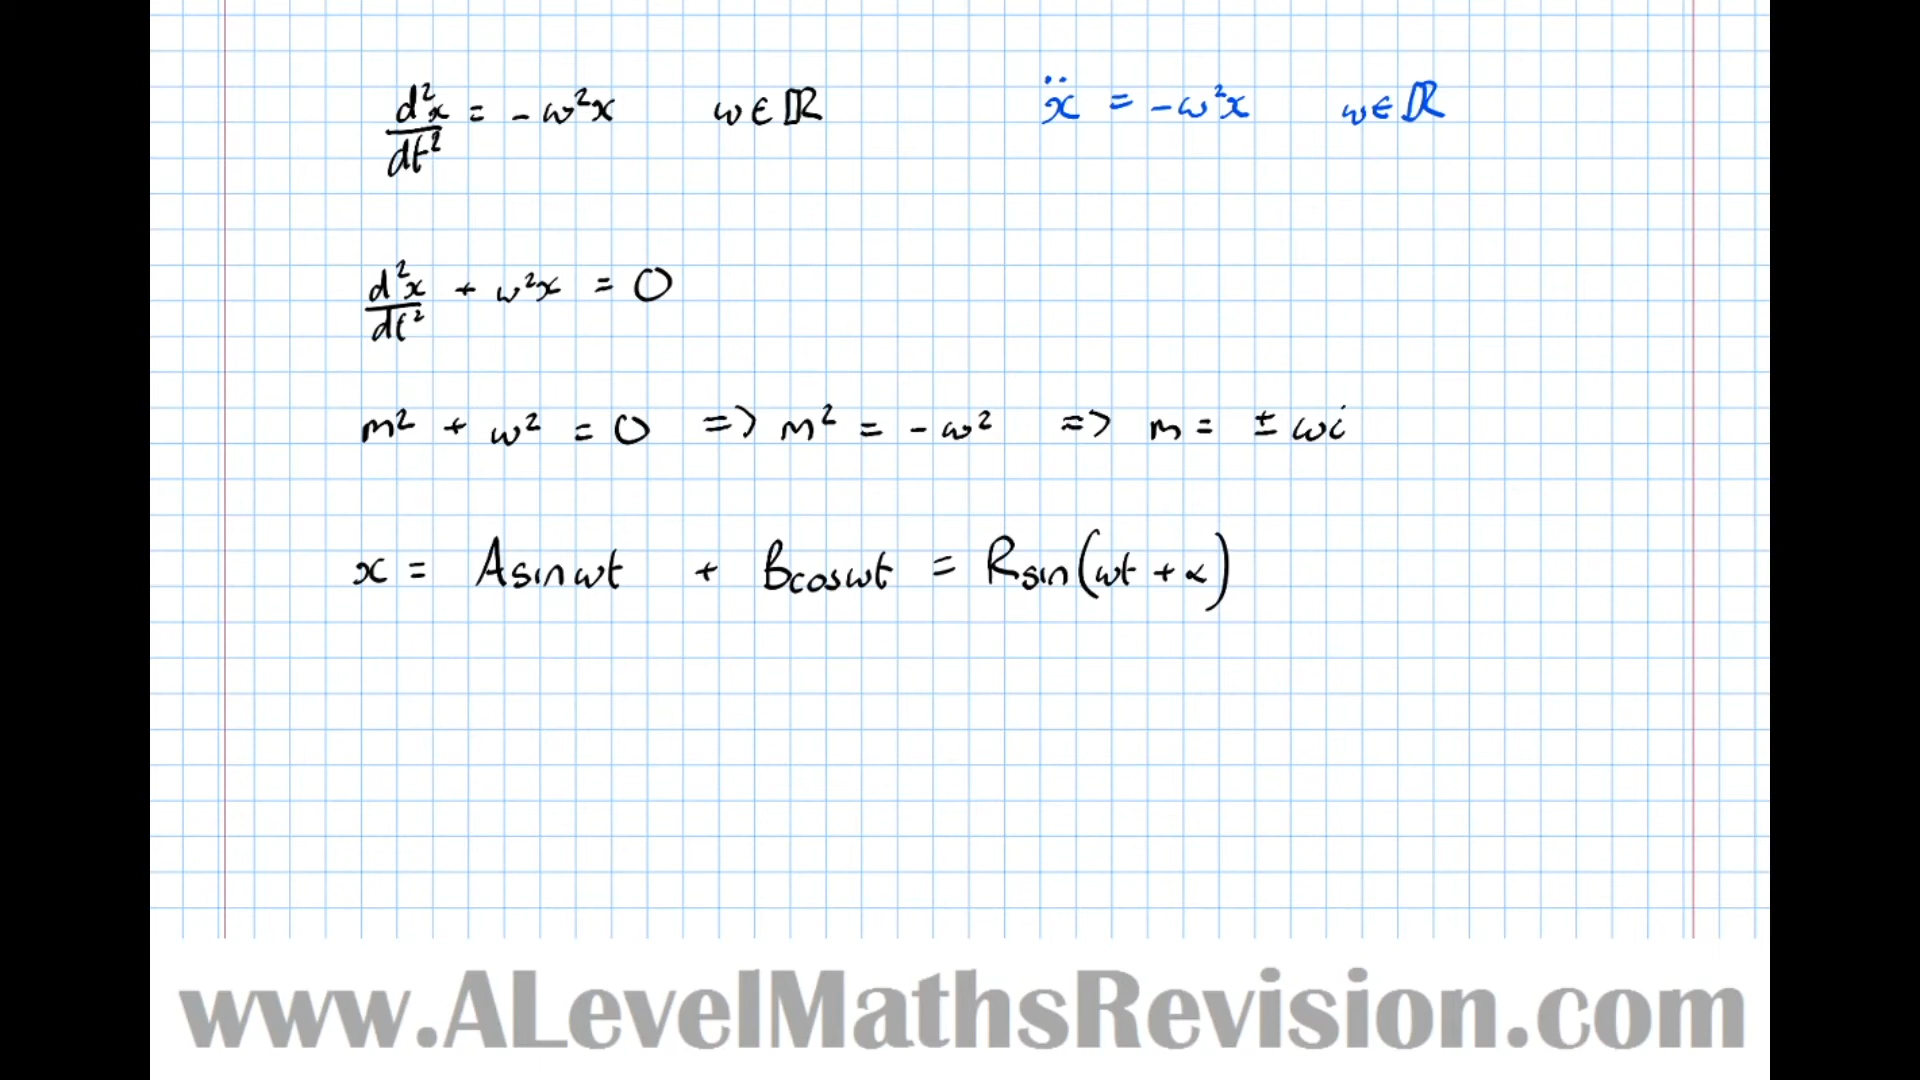 d²x/dt² = -ω²x ω∈ℝ ẍ = -ω²x ω∈ℝ
d²x/dt² + ω²x = 0
m² + ω² = 0 => m² = -ω² => m = ± ωi
x = Asinωt + Bcosωt = Rsin(ωt + α)
www.ALevelMathsRevision.com